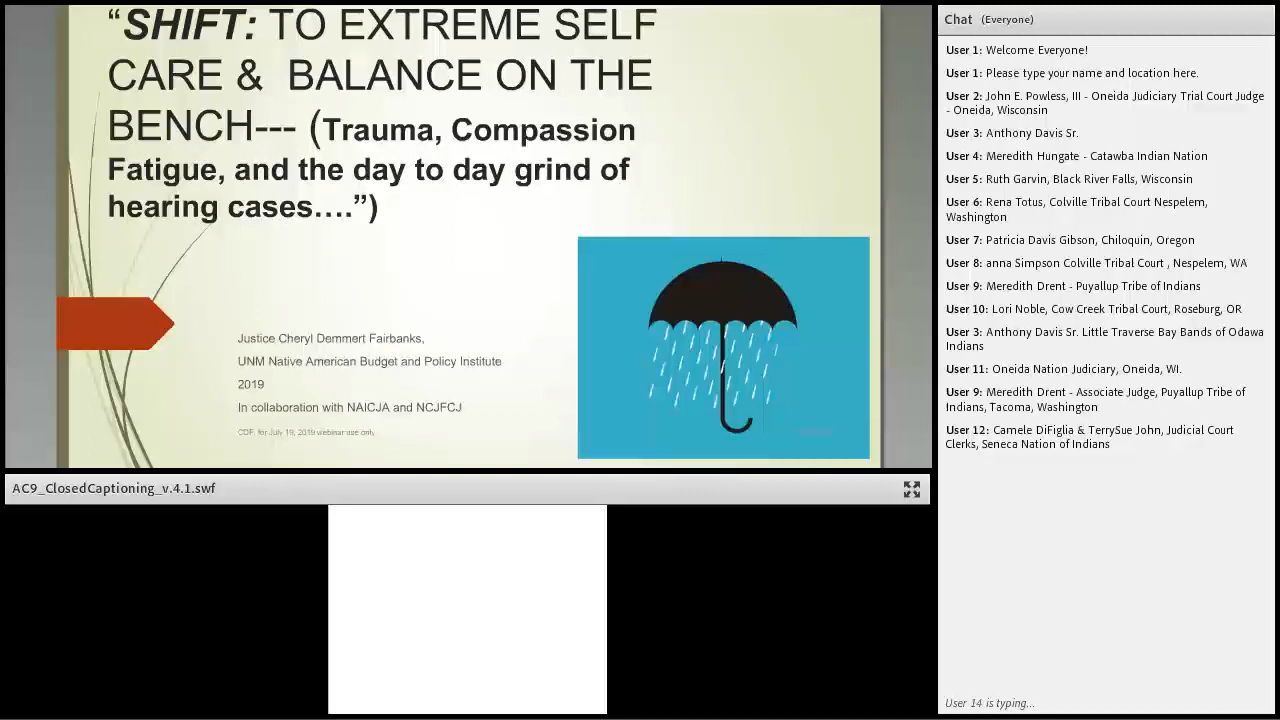 “SHIFT: TO EXTREME SELF
CARE & BALANCE ON THE
BENCH--- (Trauma, Compassion
Fatigue, and the day to day grind of
hearing cases….”)
Justice Cheryl Demmert Fairbanks,
UNM Native American Budget and Policy Institute
2019
In collaboration with NAICJA and NCJFCJ
CDF. for July 19, 2019 webinar use only
AC9_ClosedCaptioning_v.4.1.swf
Chat (Everyone)
User 1: Welcome Everyone!
User 1: Please type your name and location here.
User 2: John E. Powless, III - Oneida Judiciary Trial Court Judge
- Oneida, Wisconsin
User 3: Anthony Davis Sr.
User 4: Meredith Hungate - Catawba Indian Nation
User 5: Ruth Garvin, Black River Falls, Wisconsin
User 6: Rena Totus, Colville Tribal Court Nespelem,
Washington
User 7: Patricia Davis Gibson, Chiloquin, Oregon
User 8: anna Simpson Colville Tribal Court , Nespelem, WA
User 9: Meredith Drent - Puyallup Tribe of Indians
User 10: Lori Noble, Cow Creek Tribal Court, Roseburg, OR
User 3: Anthony Davis Sr. Little Traverse Bay Bands of Odawa
Indians
User 11: Oneida Nation Judiciary, Oneida, WI.
User 9: Meredith Drent - Associate Judge, Puyallup Tribe of
Indians, Tacoma, Washington
User 12: Camele DiFiglia & TerrySue John, Judicial Court
Clerks, Seneca Nation of Indians
User 14 is typing...